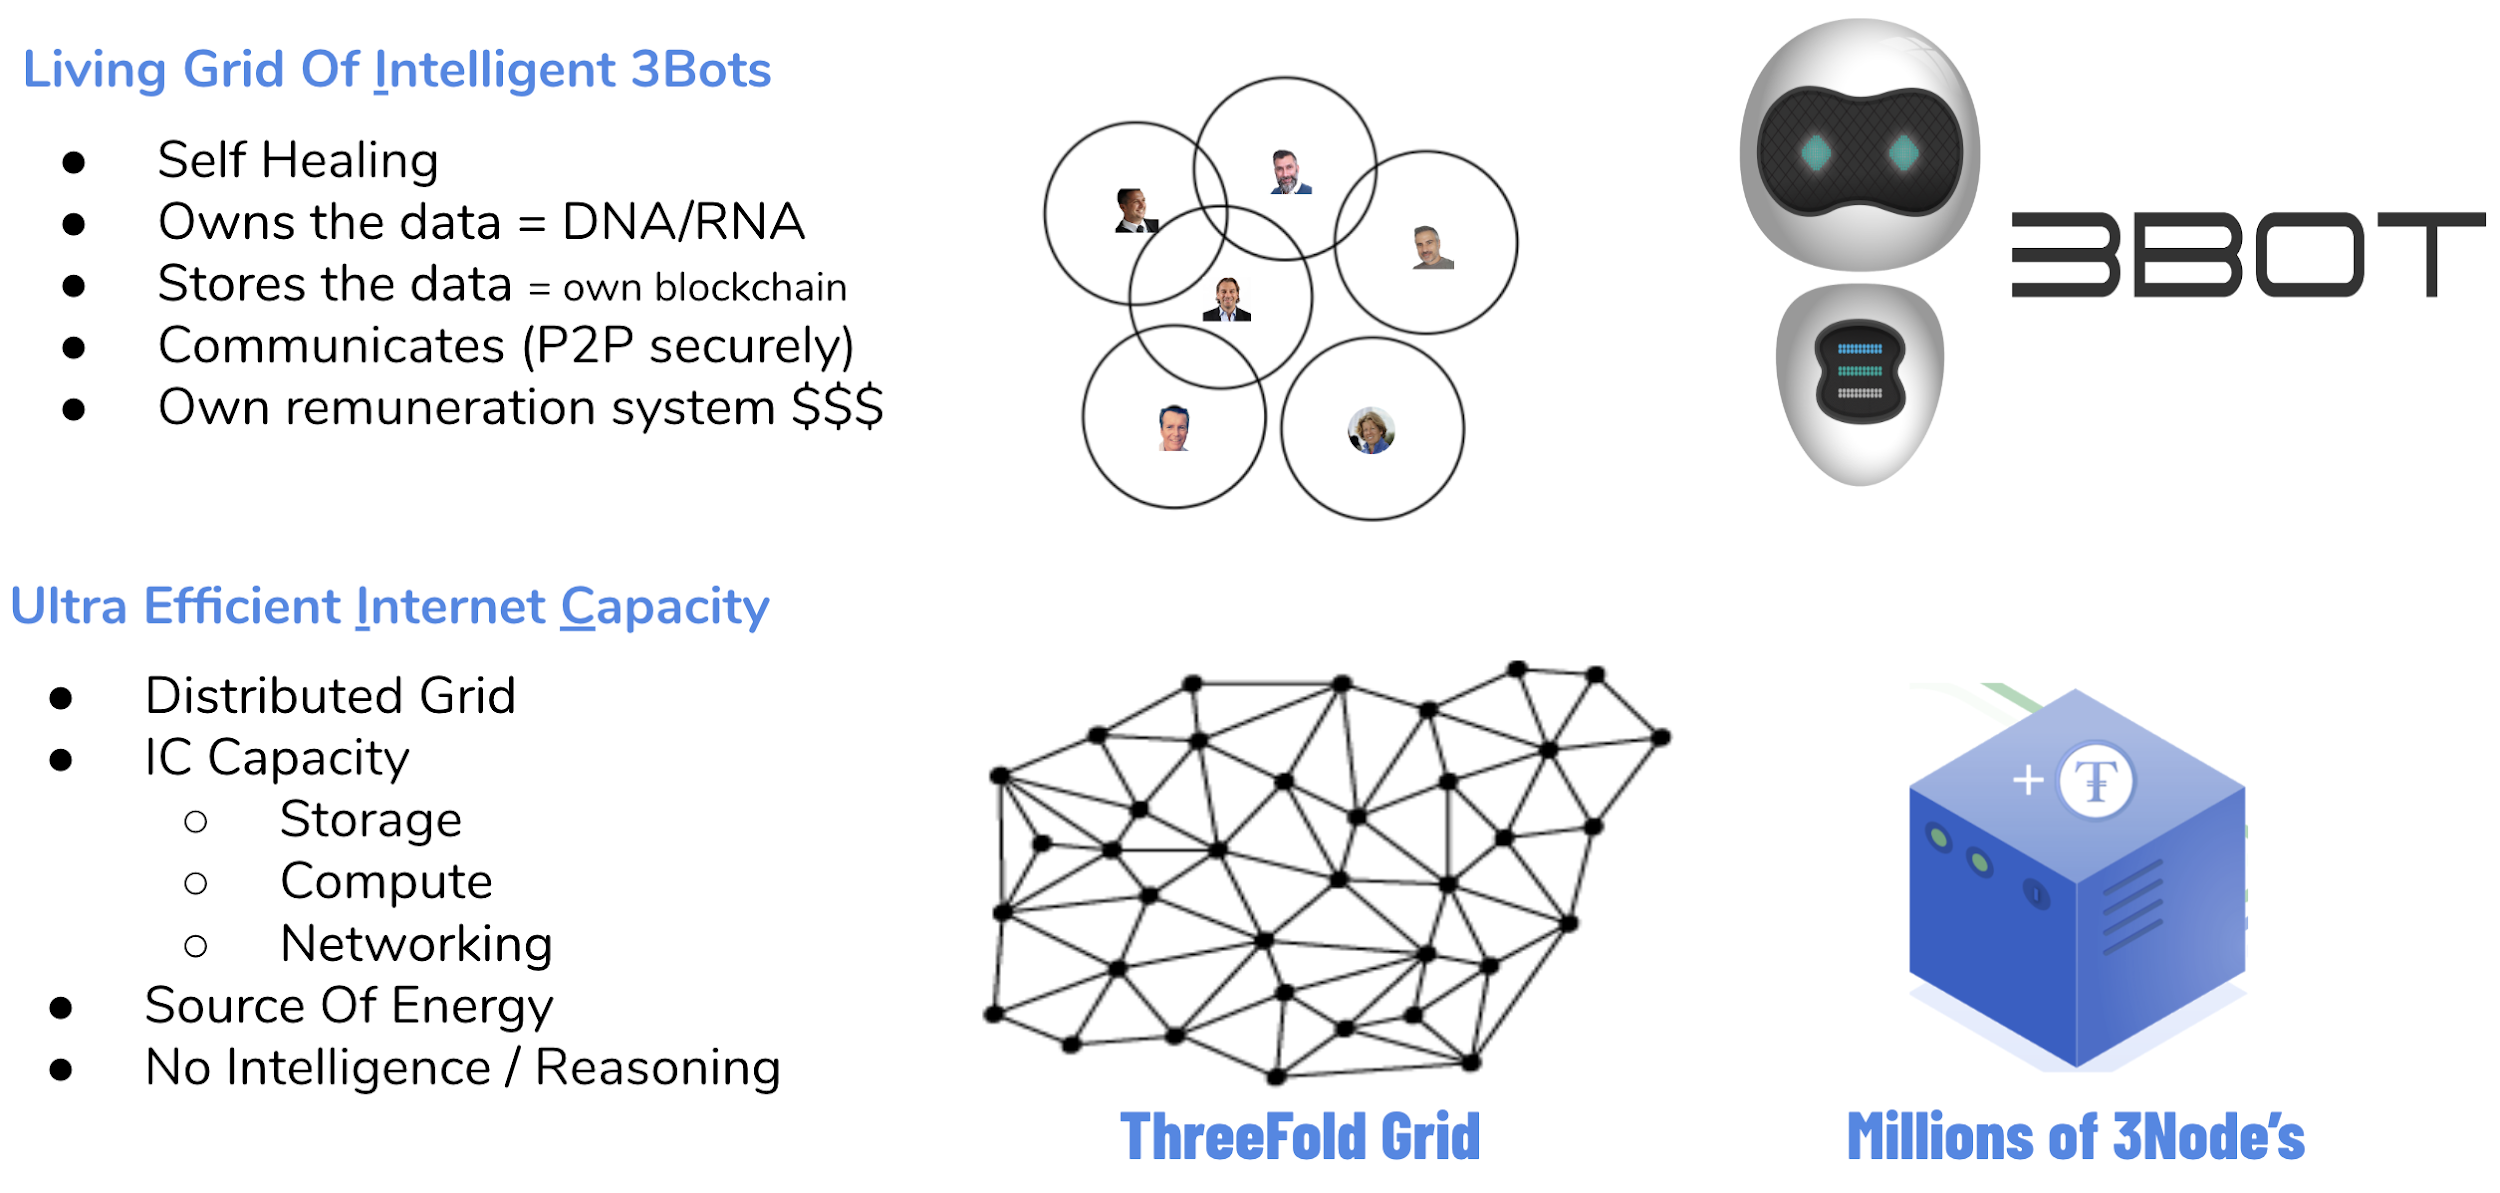 Living Grid Of Intelligent 3Bots
● Self Healing
● Owns the data = DNA/RNA
● Stores the data = own blockchain
● Communicates (P2P securely)
● Own remuneration system $$$
3BOT
Ultra Efficient Internet Capacity
● Distributed Grid
● IC Capacity
○ Storage
○ Compute
○ Networking
● Source Of Energy
● No Intelligence / Reasoning
+ T
ThreeFold Grid
Millions of 3Node's